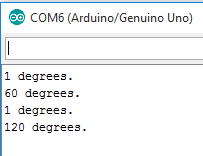 COM6 (Arduino/Genuino Uno)
1 degrees.
60 degrees.
1 degrees.
120 degrees.